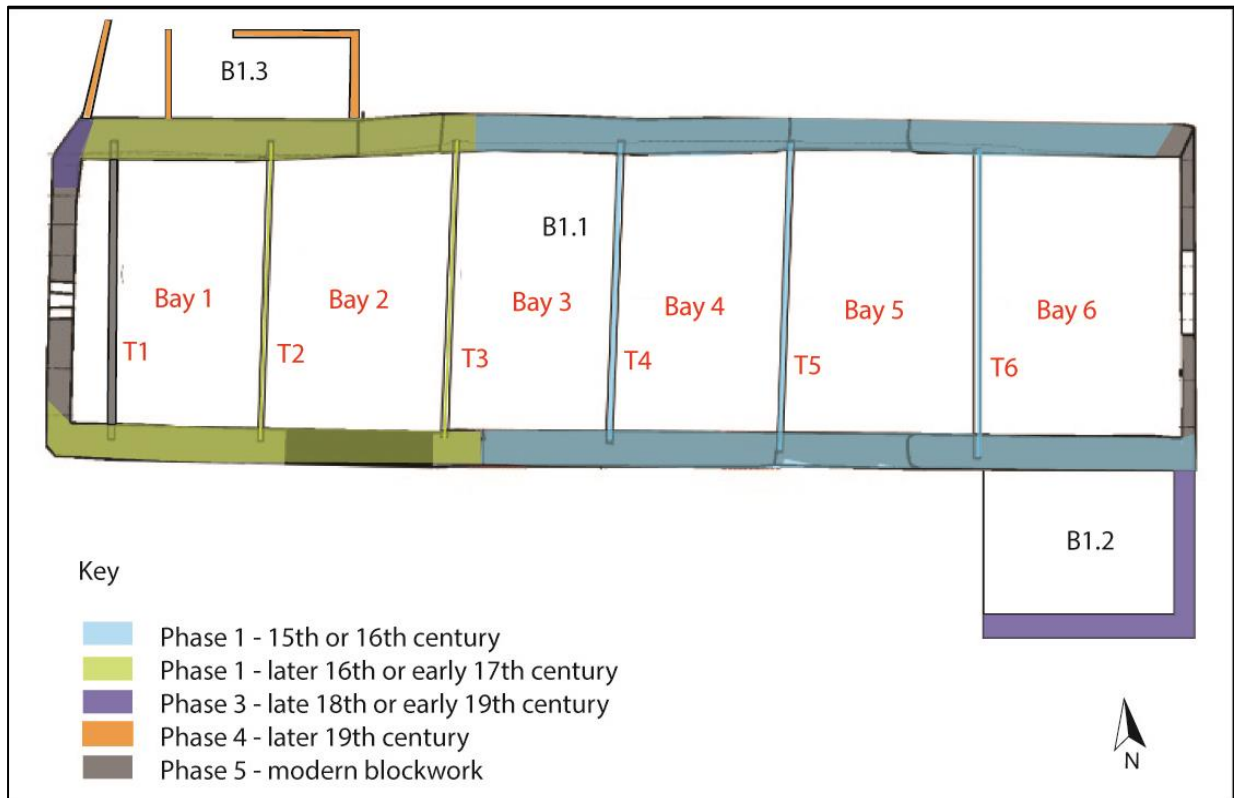 B1.3
B1.1
Bay 1
Bay 2
Bay 3
Bay 4
Bay 5
Bay 6
T1
T2
T3
T4
T5
T6
B1.2
Key
Phase 1 - 15th or 16th century
Phase 1 - later 16th or early 17th century
Phase 3 - late 18th or early 19th century
Phase 4 - later 19th century
Phase 5 - modern blockwork
N